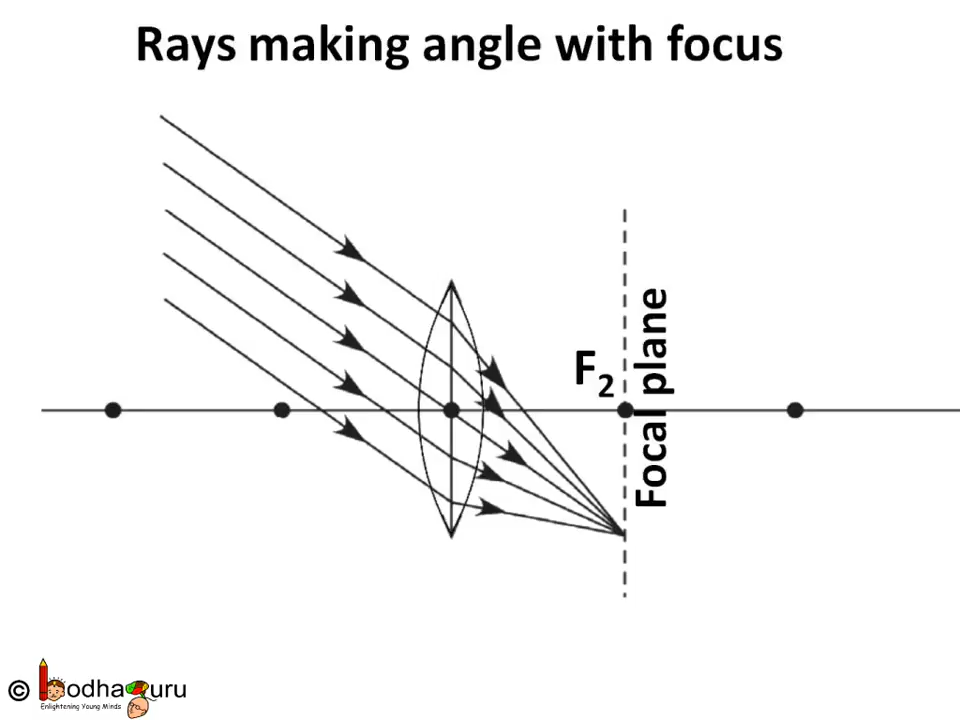 Rays making angle with focus
F₂
Focal plane
© BodhaGuru
Enlightening Young Minds